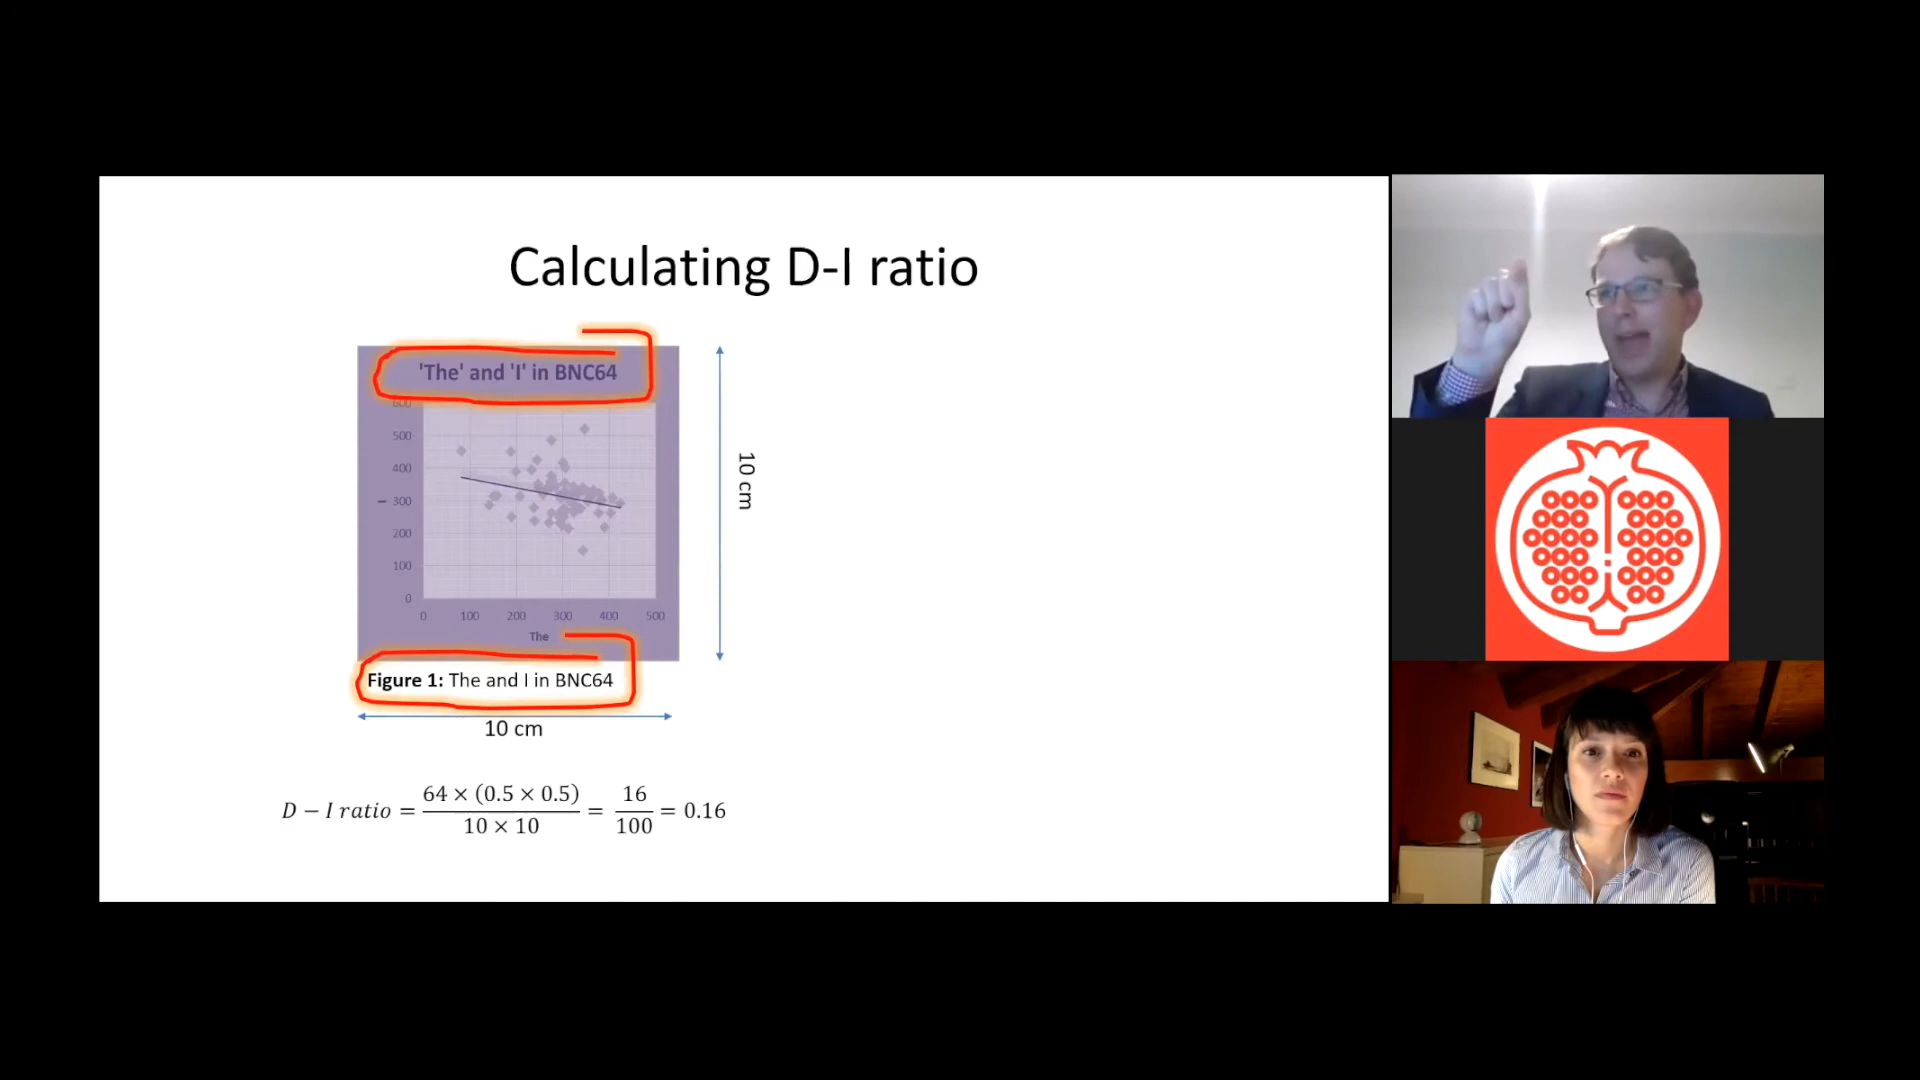 Calculating D-I ratio
'The' and 'I' in BNC64
600
500
400
300
200
100
0
I
0 100 200 300 400 500
The
10 cm
Figure 1: The and I in BNC64
10 cm
D − I ratio = 64 × (0.5 × 0.5) / 10 × 10 = 16 / 100 = 0.16